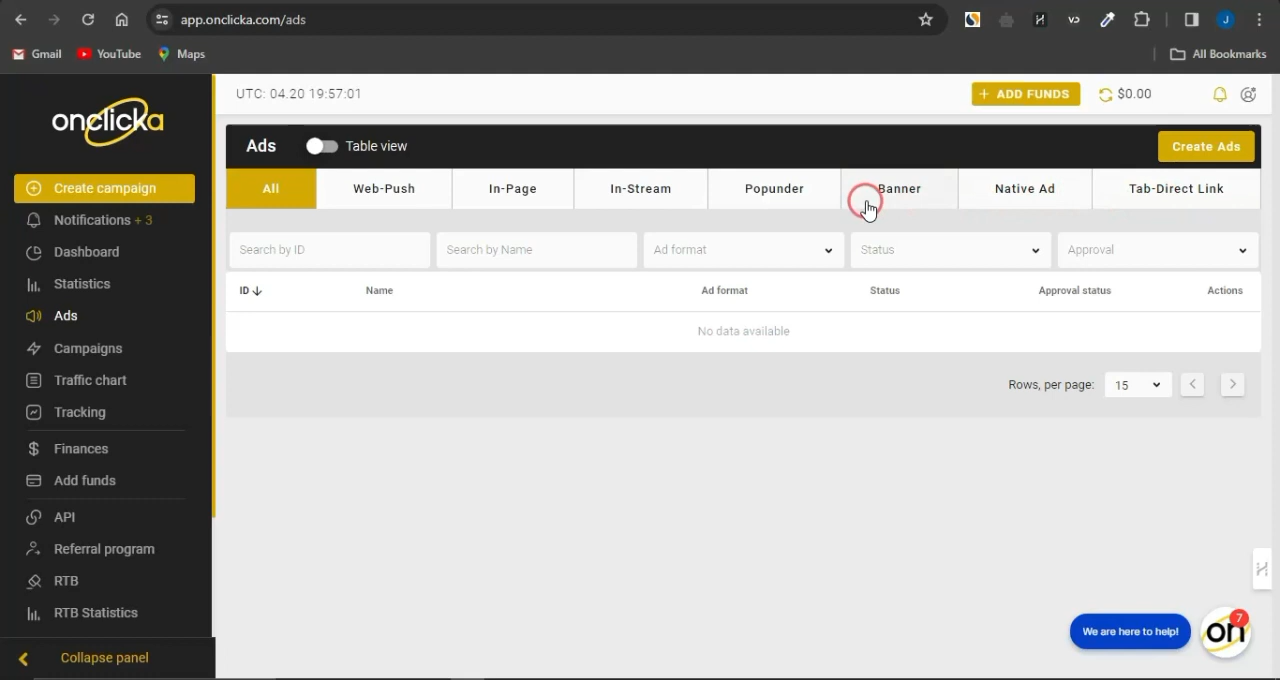 app.onclicka.com/ads
Gmail YouTube Maps All Bookmarks
J
onclicka
Create campaign
Notifications + 3
Dashboard
Statistics
Ads
Campaigns
Traffic chart
Tracking
Finances
Add funds
API
Referral program
RTB
RTB Statistics
Collapse panel
UTC: 04.20 19:57:01
+ ADD FUNDS $0.00
Ads Table view Create Ads
All Web-Push In-Page In-Stream Popunder Banner Native Ad Tab-Direct Link
Search by ID Search by Name Ad format Status Approval
ID Name Ad format Status Approval status Actions
No data available
Rows, per page: 15
We are here to help!
on
7